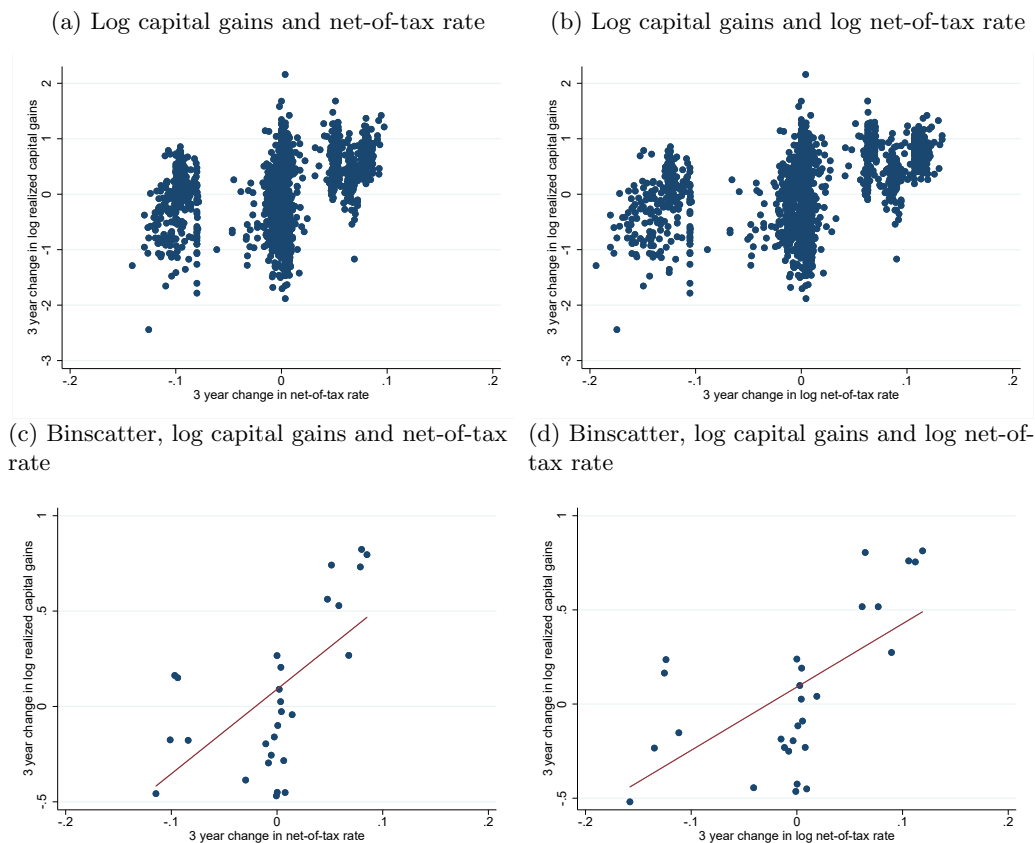 (a) Log capital gains and net-of-tax rate
3 year change in log realized capital gains
2
1
0
-1
-2
-3
-.2
-.1
0
.1
.2
3 year change in net-of-tax rate
(b) Log capital gains and log net-of-tax rate
3 year change in log realized capital gains
2
1
0
-1
-2
-3
-.2
-.1
0
.1
.2
3 year change in log net-of-tax rate
(c) Binscatter, log capital gains and net-of-tax
rate
3 year change in log realized capital gains
1
.5
0
-.5
-.2
-.1
0
.1
.2
3 year change in net-of-tax rate
(d) Binscatter, log capital gains and log net-of-
tax rate
3 year change in log realized capital gains
1
.5
0
-.5
-.2
-.1
0
.1
.2
3 year change in log net-of-tax rate